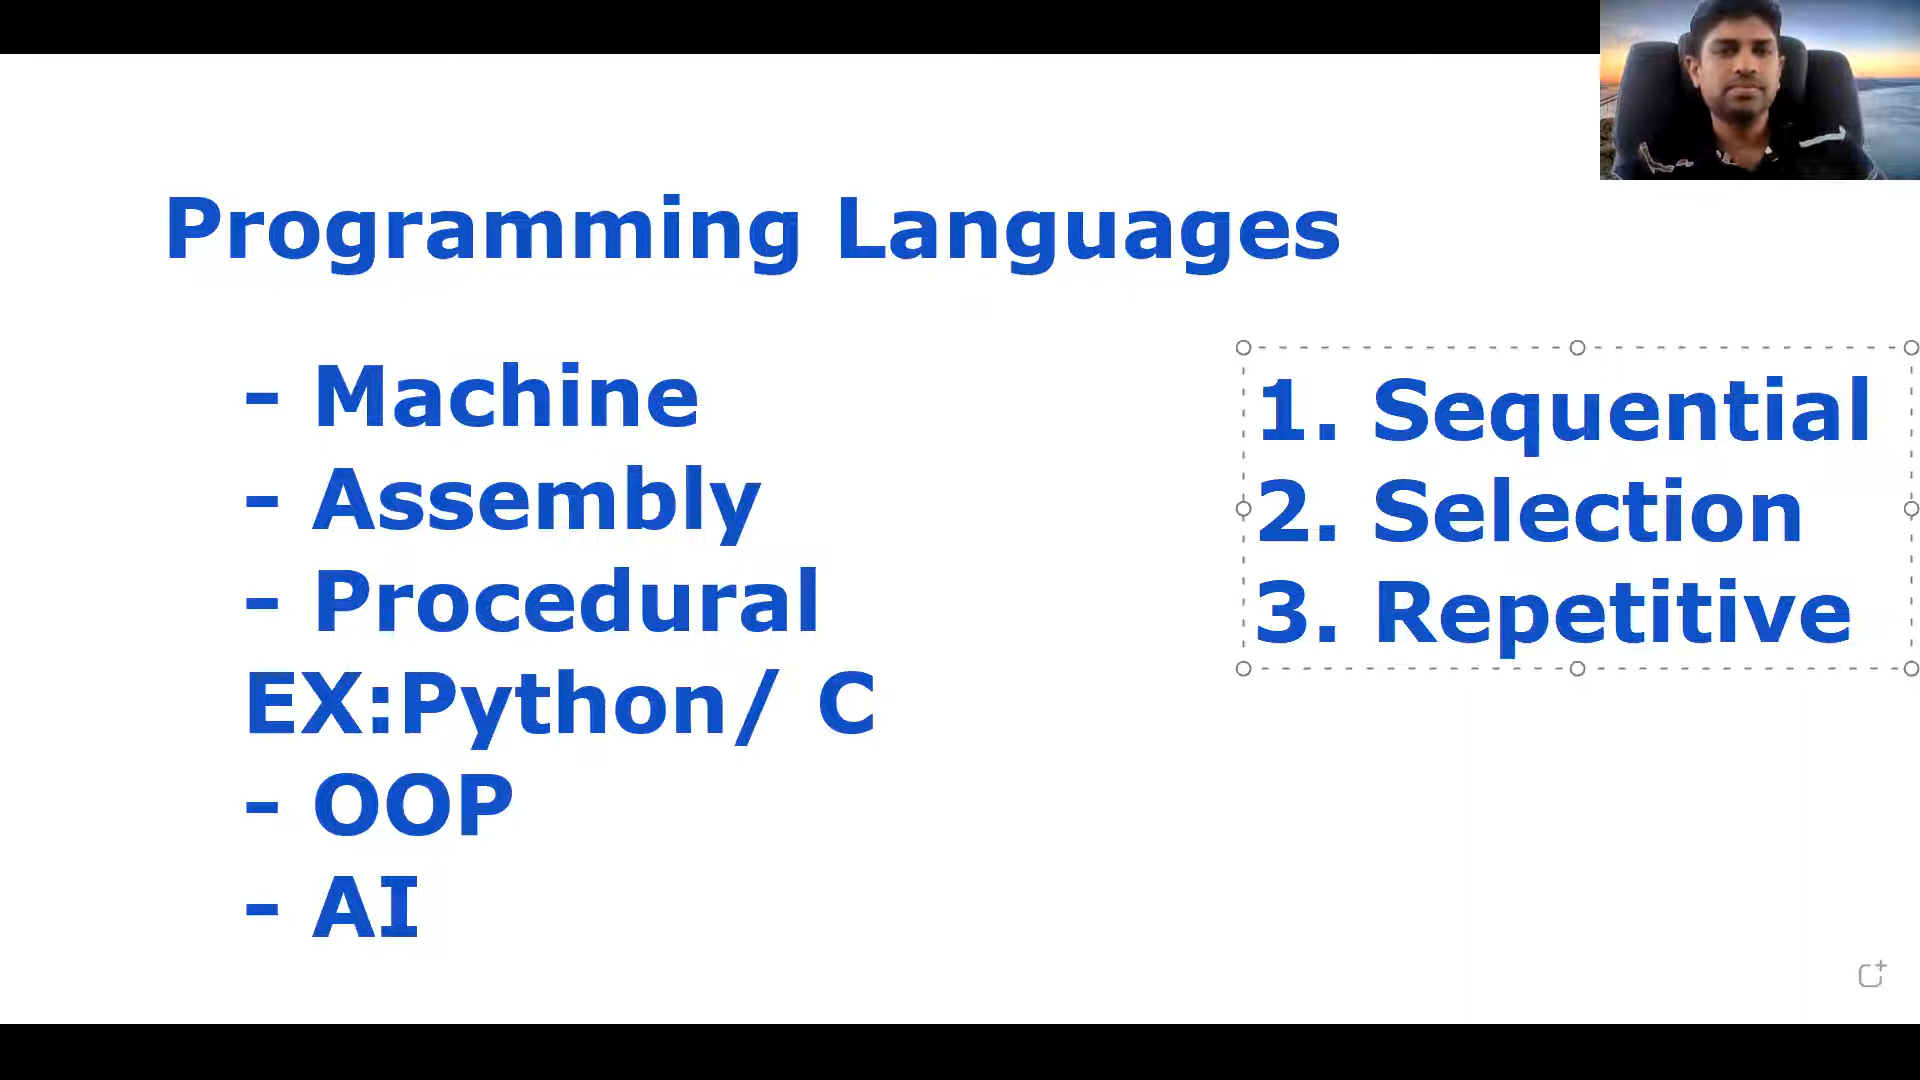 Programming Languages
- Machine
- Assembly
- Procedural
EX:Python/ C
- OOP
- AI
1. Sequential
2. Selection
3. Repetitive